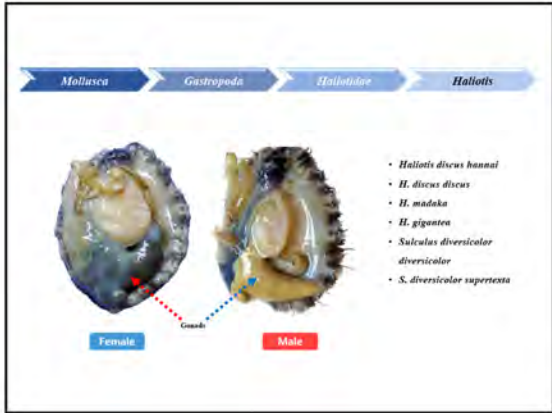 Mollusca
Gastropoda
Haliotidae
Haliotis
• Haliotis discus hannai
• H. discus discus
• H. madaka
• H. gigantea
• Sulculus diversicolor
diversicolor
• S. diversicolor supertexta
Gonads
Female
Male